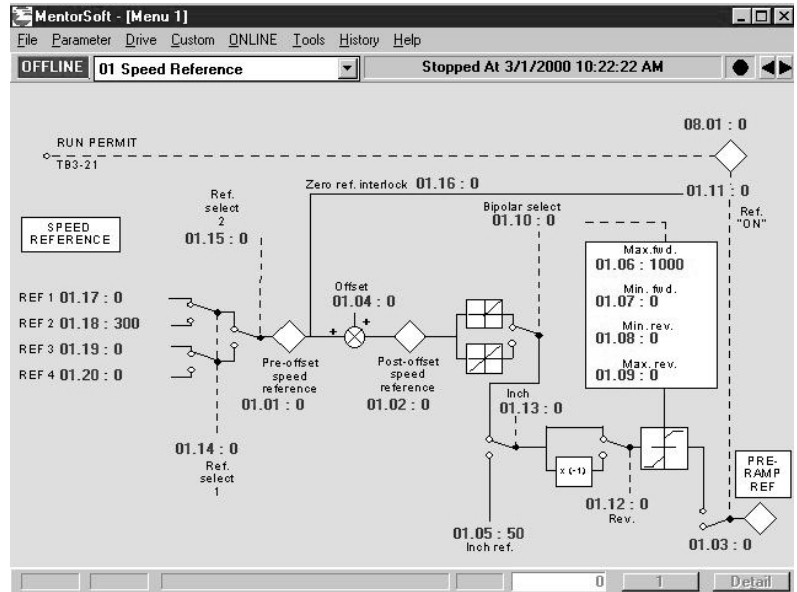 MentorSoft - [Menu 1]
File Parameter Drive Custom ONLINE Tools History Help
OFFLINE 01 Speed Reference Stopped At 3/1/2000 10:22:22 AM
08.01 : 0
RUN PERMIT
TB3-21
Zero ref. interlock 01.16 : 0
01.11 : 0
Ref.
"ON"
Ref.
select
2
01.15 : 0
Bipolar select
01.10 : 0
SPEED
REFERENCE
Max.fwd.
01.06 : 1000
Min. fwd.
01.07 : 0
Min. rev.
01.08 : 0
Max. rev.
01.09 : 0
Offset
01.04 : 0
REF 1 01.17 : 0
REF 2 01.18 : 300
REF 3 01.19 : 0
REF 4 01.20 : 0
+ +
Pre-offset
speed
reference
01.01 : 0
Post-offset
speed
reference
01.02 : 0
Inch
01.13 : 0
01.14 : 0
Ref.
select
1
x (-1)
PRE-
RAMP
REF
01.12 : 0
Rev.
01.05 : 50
Inch ref.
01.03 : 0
0 1 Detail